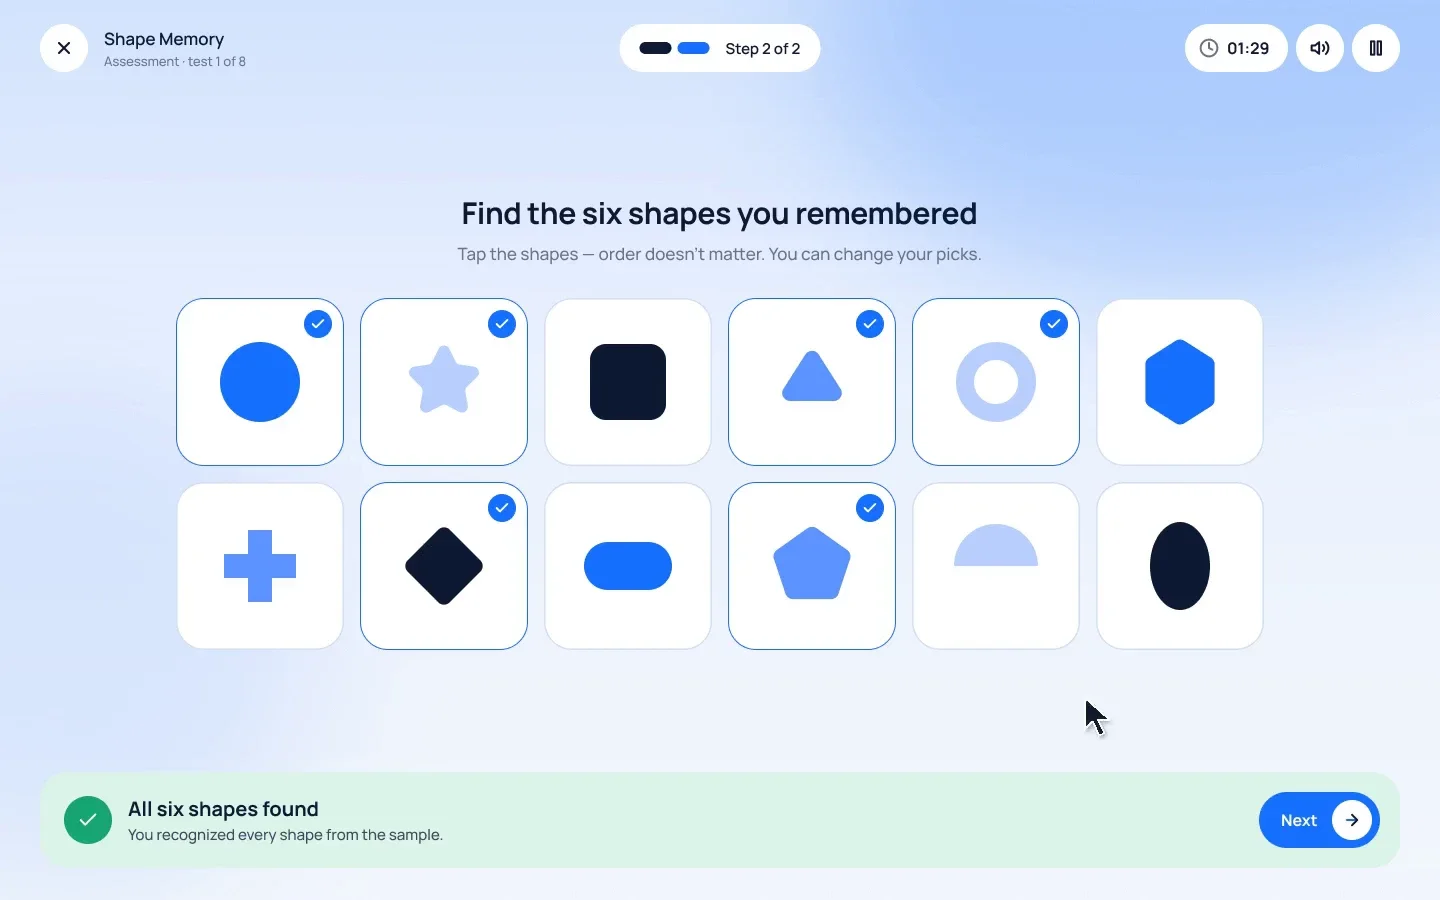 Shape Memory
Assessment · test 1 of 8
Step 2 of 2
01:29
Find the six shapes you remembered
Tap the shapes — order doesn't matter. You can change your picks.
All six shapes found
You recognized every shape from the sample.
Next